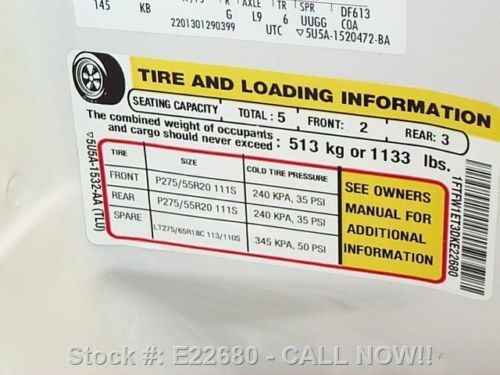 145 KB G L9 6 UUGG COA
AXLE TR SPR DF613
2201301290399 UTC ▽5U5A-1520472-BA
TIRE AND LOADING INFORMATION
SEATING CAPACITY TOTAL : 5 FRONT: 2 REAR: 3
The combined weight of occupants
and cargo should never exceed : 513 kg or 1133 lbs.
TIRE SIZE COLD TIRE PRESSURE
FRONT P275/55R20 111S 240 KPA, 35 PSI
REAR P275/55R20 111S 240 KPA, 35 PSI
SPARE LT275/65R18C 113/110S 345 KPA, 50 PSI
SEE OWNERS
MANUAL FOR
ADDITIONAL
INFORMATION
▽5U5A-1532-AA (TLU)
1FTFW1ET3DKE22680
Stock #: E22680 - CALL NOW!!